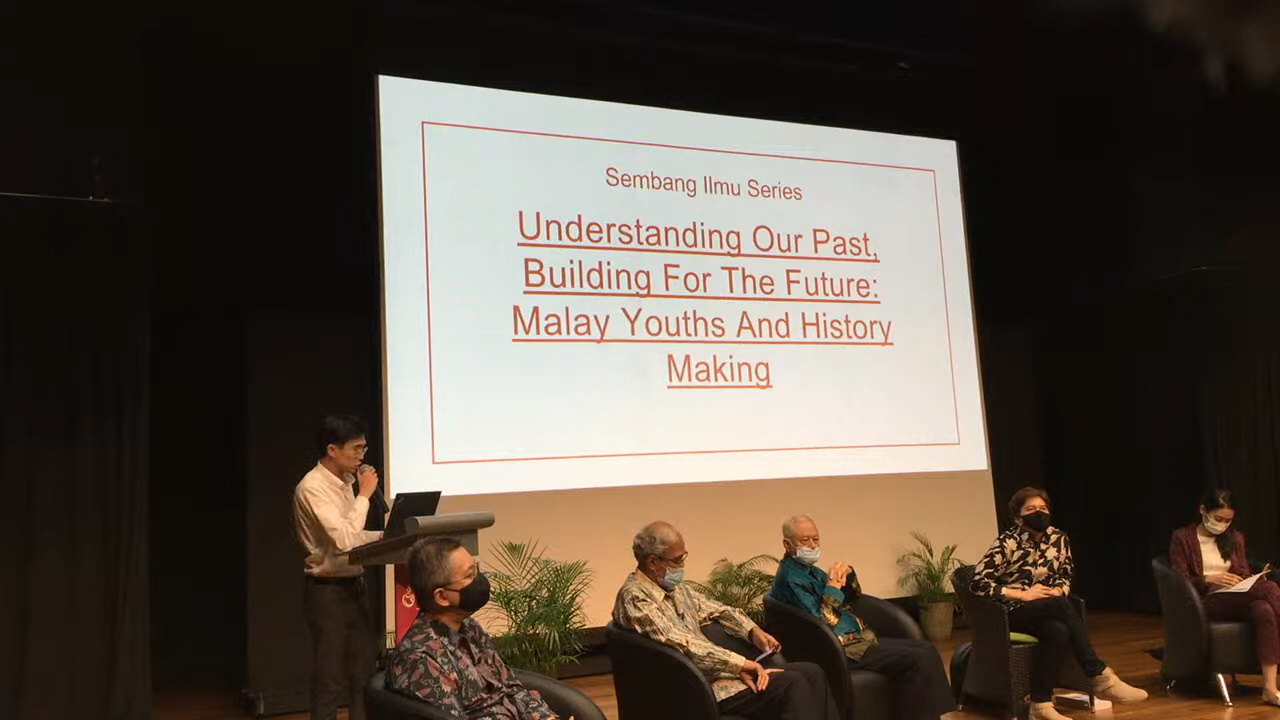 Sembang Ilmu Series
Understanding Our Past,
Building For The Future:
Malay Youths And History
Making